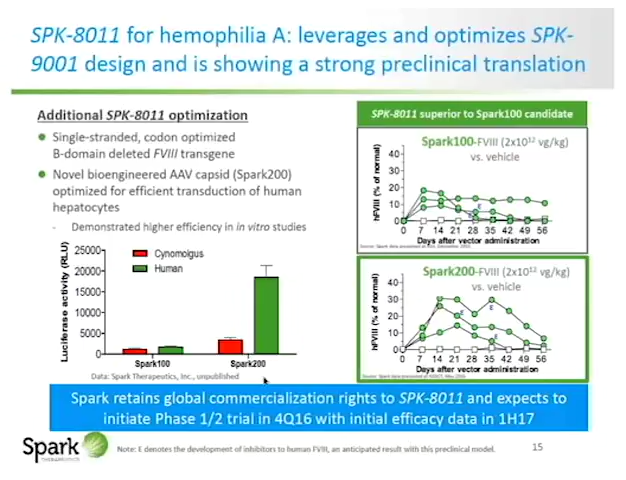 SPK-8011 for hemophilia A: leverages and optimizes SPK-
9001 design and is showing a strong preclinical translation
Additional SPK-8011 optimization
Single-stranded, codon optimized
B-domain deleted FVIII transgene
Novel bioengineered AAV capsid (Spark200)
optimized for efficient transduction of human
hepatocytes
- Demonstrated higher efficiency in in vitro studies
Luciferase activity (RLU)
25000
20000
15000
10000
5000
0
Cynomolgus
Human
Spark100
Spark200
Data: Spark Therapeutics, Inc., unpublished
SPK-8011 superior to Spark100 candidate
Spark100-FVIII (2x10¹² vg/kg)
vs. vehicle
hFVIII (% of normal)
40
30
20
10
0
E
E
0 7 14 21 28 35 42 49 56
Days after vector administration
Spark200-FVIII (2x10¹² vg/kg)
vs. vehicle
hFVIII (% of normal)
40
30
20
10
0
E
E
0 7 14 21 28 35 42 49 56
Days after vector administration
Spark retains global commercialization rights to SPK-8011 and expects to
initiate Phase 1/2 trial in 4Q16 with initial efficacy data in 1H17
Spark
THERAPEUTICS
Note: E denotes the development of inhibitors to human FVIII, an anticipated result with this preclinical model.
15